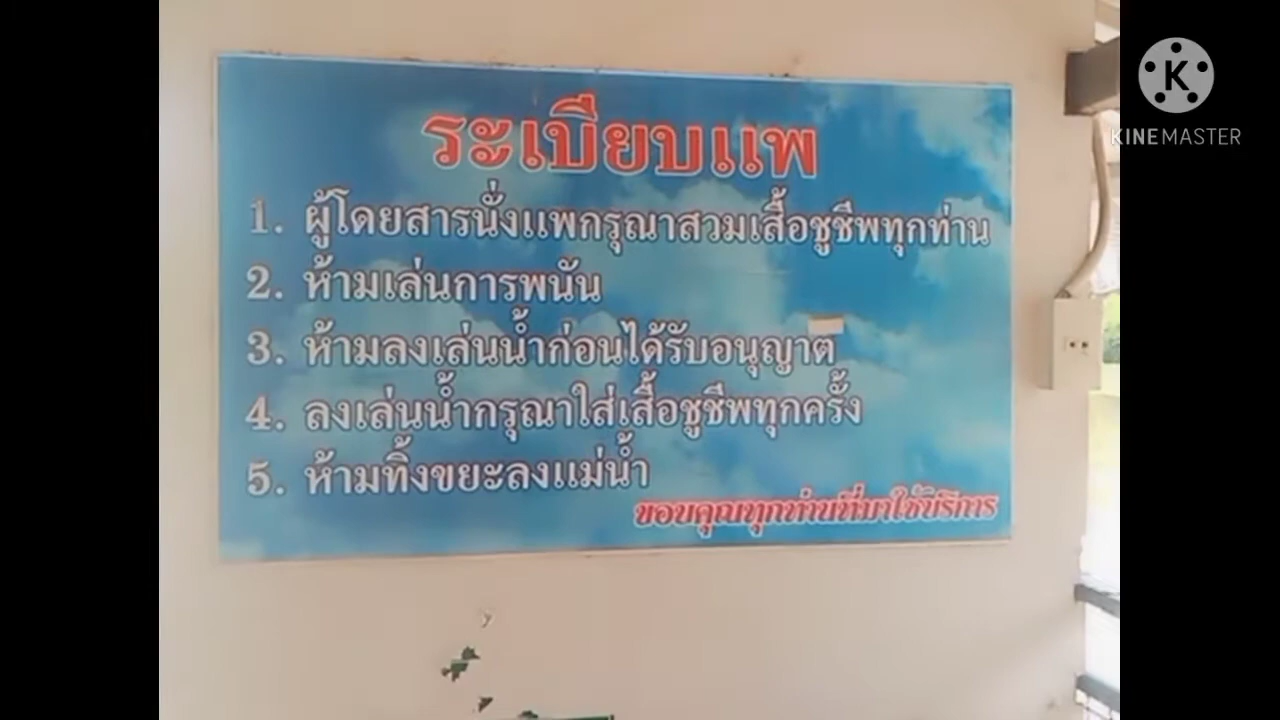 ระเบียบแพ
1. ผู้โดยสารนั่งแพกรุณาสวมเสื้อชูชีพทุกท่าน
2. ห้ามเล่นการพนัน
3. ห้ามลงเล่นน้ำก่อนได้รับอนุญาต
4. ลงเล่นน้ำกรุณาใส่เสื้อชูชีพทุกครั้ง
5. ห้ามทิ้งขยะลงแม่น้ำ
ขอบคุณทุกท่านที่มาใช้บริการ
K
KINEMASTER